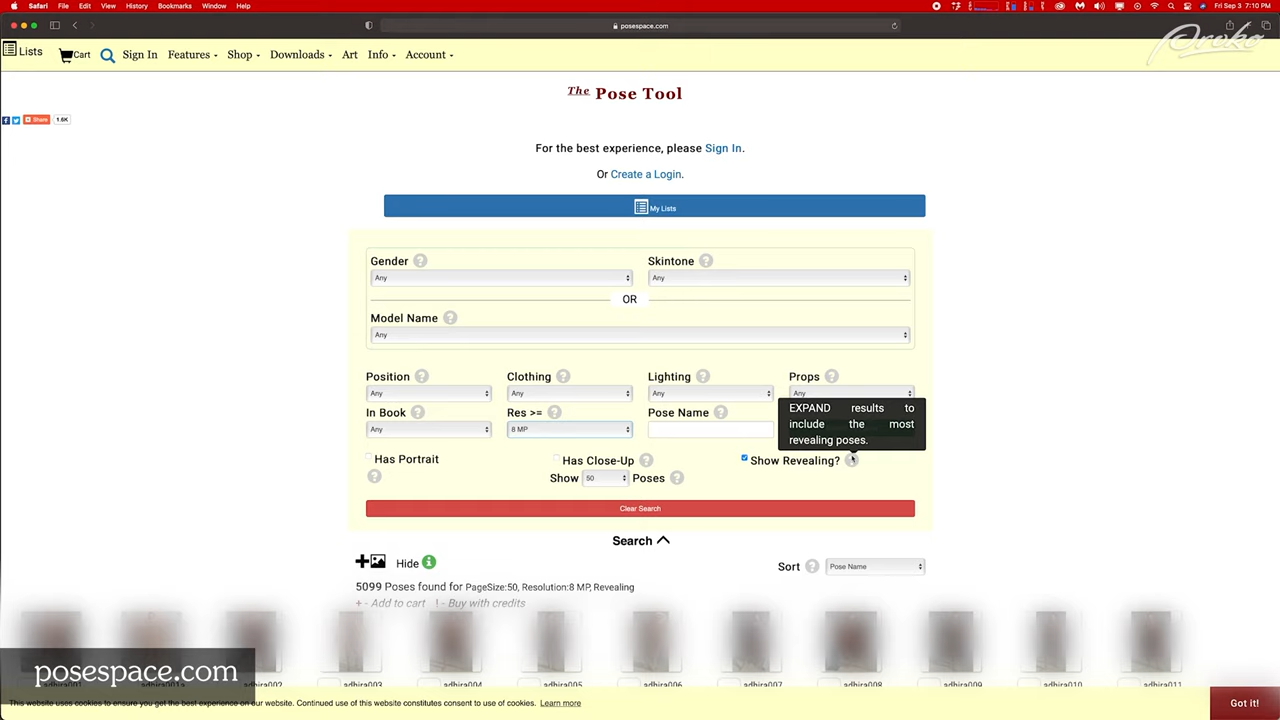 Safari File Edit View History Bookmarks Window Help Fri Sep 3 7:10 PM
posespace.com
Proko
Lists Cart Sign In Features Shop Downloads Art Info Account
The Pose Tool
Share 1.6K
For the best experience, please Sign In.
Or Create a Login.
My Lists
Gender ? Skintone ?
Any Any
OR
Model Name ?
Any
Position ? Clothing ? Lighting ? Props ?
Any Any Any Any
In Book ? Res >= ? Pose Name ?
Any 8 MP
EXPAND results to
include the most
revealing poses.
Has Portrait ? Has Close-Up ? Show Revealing?
Show 50 Poses ?
Clear Search
Search
Hide Sort ? Pose Name
5099 Poses found for PageSize:50, Resolution:8 MP, Revealing
+ - Add to cart ! - Buy with credits
adhira001 adhira001a adhira002 adhira003 adhira004 adhira005 adhira006 adhira007 adhira008 adhira009 adhira010 adhira011
posespace.com
This website uses cookies to ensure you get the best experience on our website. Continued use of this website constitutes consent to use of cookies. Learn more
Got it!